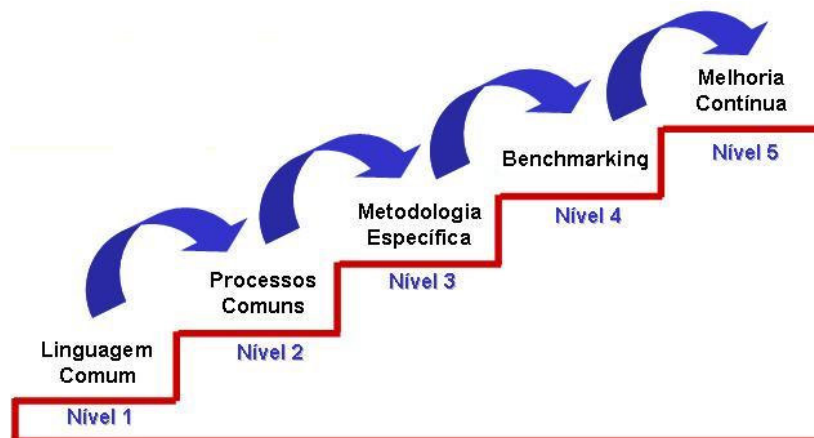 Linguagem
Comum
Nível 1
Processos
Comuns
Nível 2
Metodologia
Específica
Nível 3
Benchmarking
Nível 4
Melhoria
Contínua
Nível 5